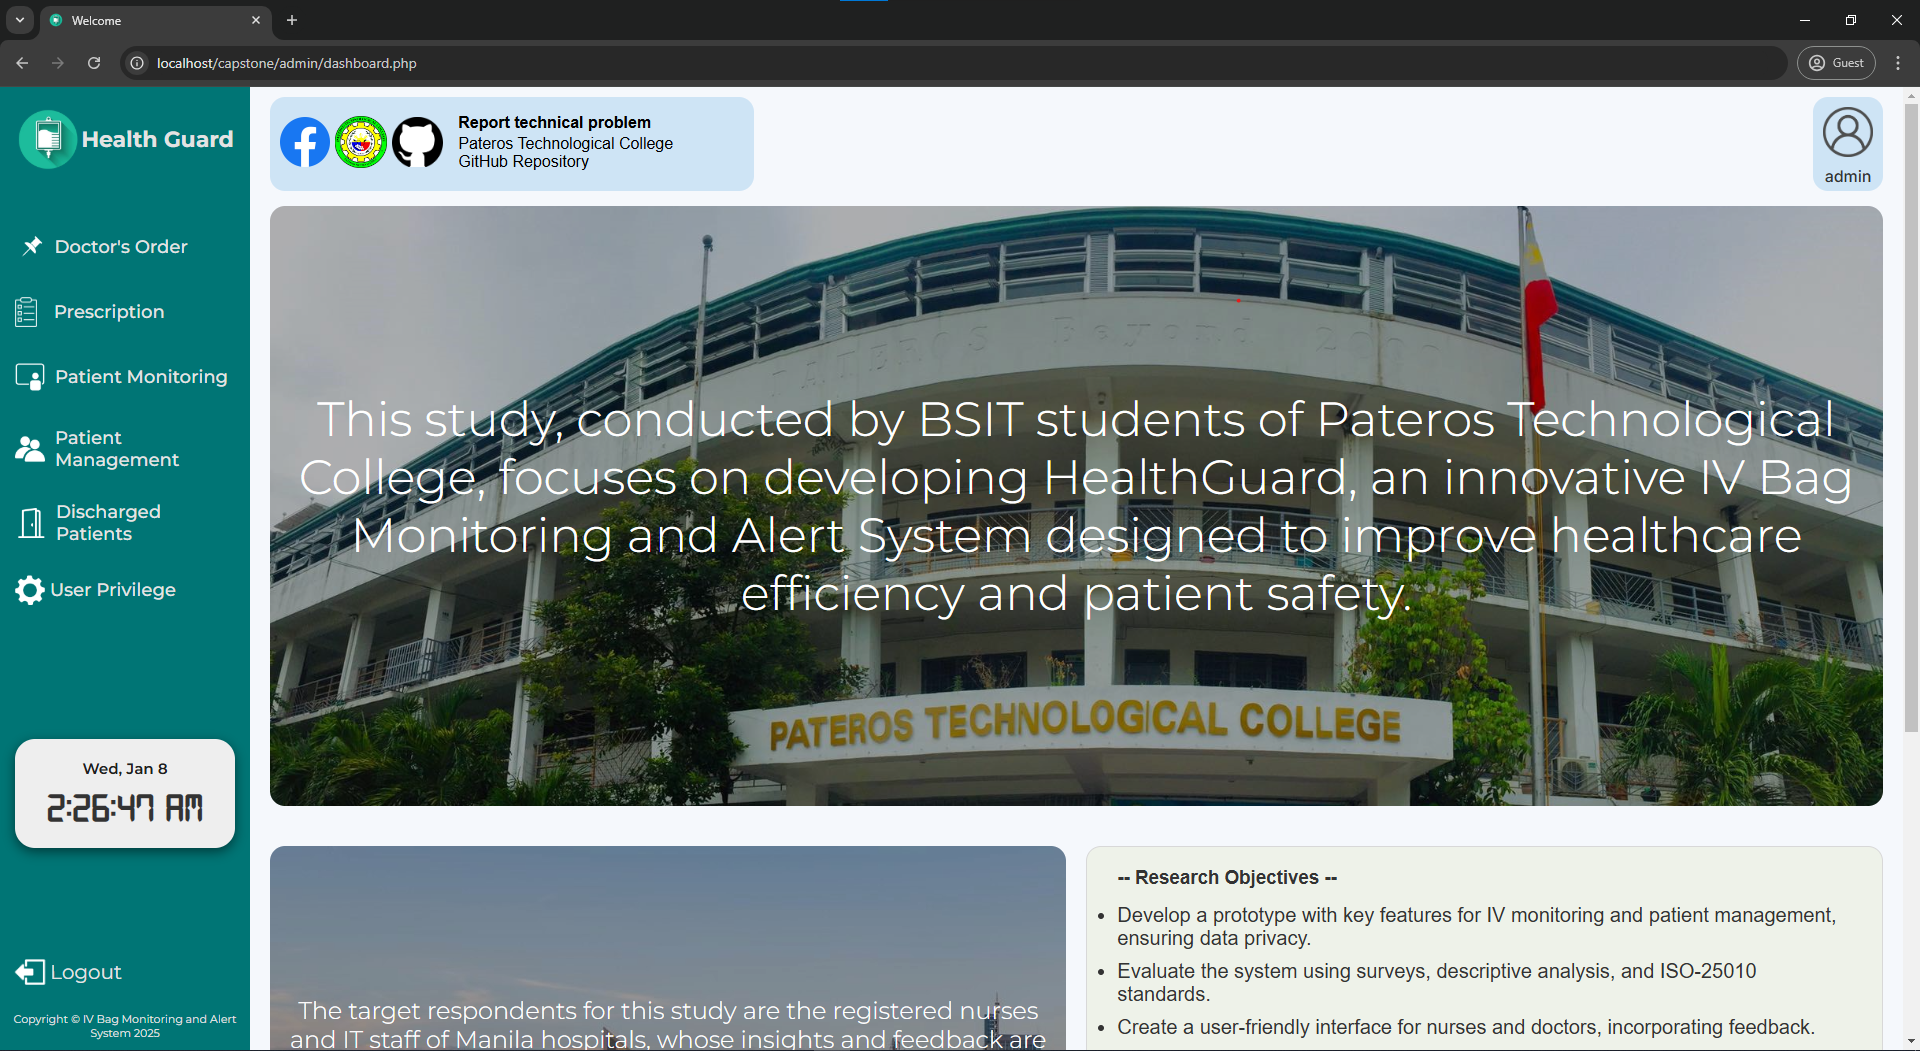 Welcome
localhost/capstone/admin/dashboard.php
Guest
Health Guard
Doctor's Order
Prescription
Patient Monitoring
Patient
Management
Discharged
Patients
User Privilege
Wed, Jan 8
2:26:47 AM
Logout
Copyright © IV Bag Monitoring and Alert
System 2025
Report technical problem
Pateros Technological College
GitHub Repository
admin
PATEROS Beyond 2000
This study, conducted by BSIT students of Pateros Technological
College, focuses on developing HealthGuard, an innovative IV Bag
Monitoring and Alert System designed to improve healthcare
efficiency and patient safety.
PATEROS TECHNOLOGICAL COLLEGE
The target respondents for this study are the registered nurses
and IT staff of Manila hospitals, whose insights and feedback are
-- Research Objectives --
• Develop a prototype with key features for IV monitoring and patient management,
ensuring data privacy.
• Evaluate the system using surveys, descriptive analysis, and ISO-25010
standards.
• Create a user-friendly interface for nurses and doctors, incorporating feedback.